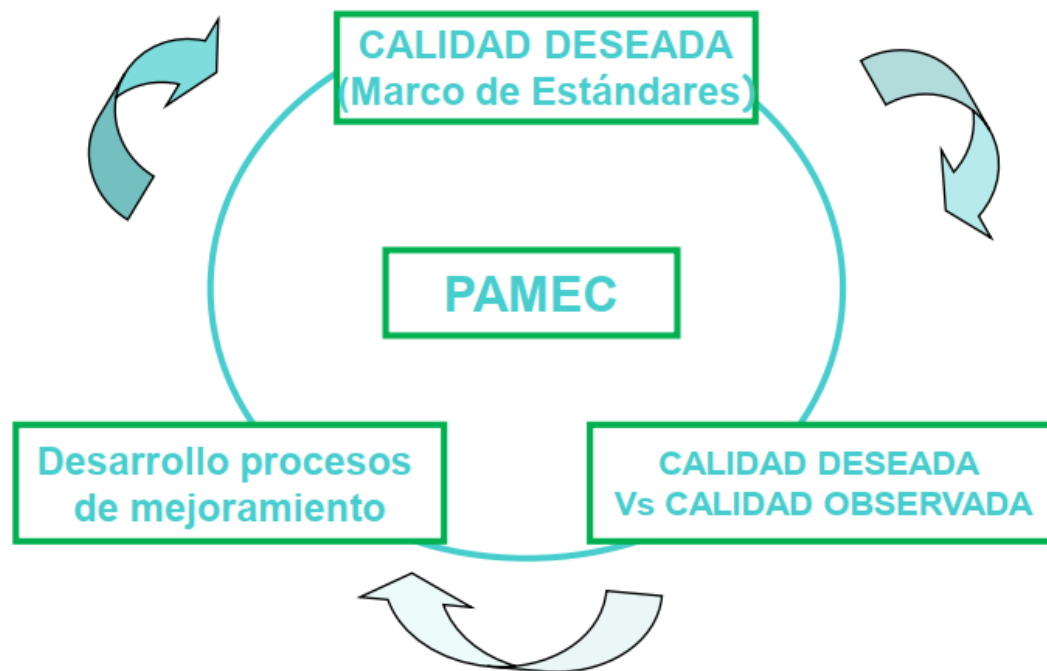 CALIDAD DESEADA
(Marco de Estándares)
PAMEC
Desarrollo procesos
de mejoramiento
CALIDAD DESEADA
Vs CALIDAD OBSERVADA